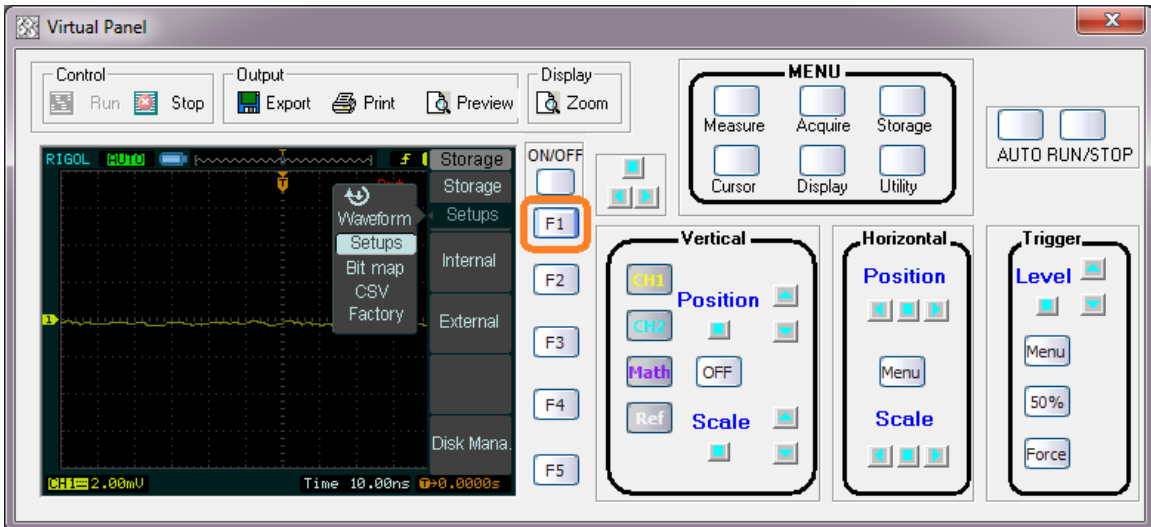 Virtual Panel
Control
Run Stop
Output
Export Print Preview
Display
Zoom
MENU
Measure Acquire Storage
Cursor Display Utility
AUTO RUN/STOP
RIGOL AUTO
Storage
Storage
Setups
Internal
External
Disk Mana.
Waveform
Setups
Bit map
CSV
Factory
1
CH1 2.00mV Time 10.00ns T→0.0000s
ON/OFF
F1
F2
F3
F4
F5
Vertical
CH1
CH2
Math
Ref
Position
OFF
Scale
Horizontal
Position
Menu
Scale
Trigger
Level
Menu
50%
Force